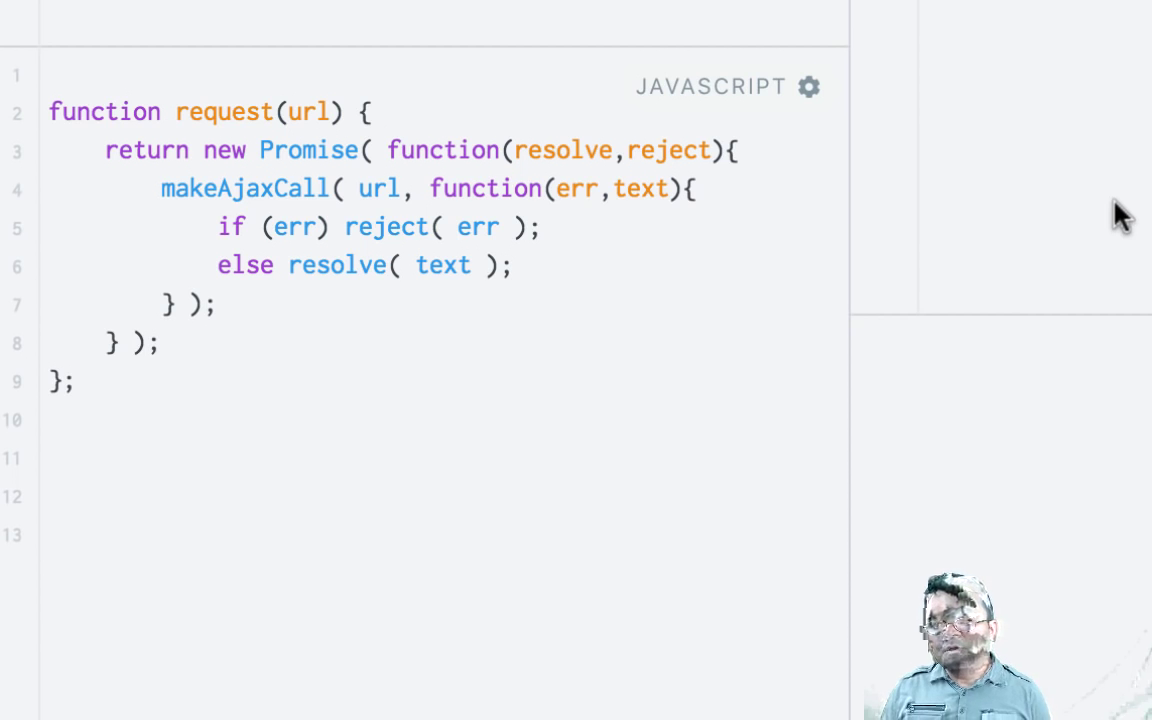 JAVASCRIPT
1
2 function request(url) {
3 return new Promise( function(resolve,reject){
4 makeAjaxCall( url, function(err,text){
5 if (err) reject( err );
6 else resolve( text );
7 } );
8 } );
9 };
10
11
12
13